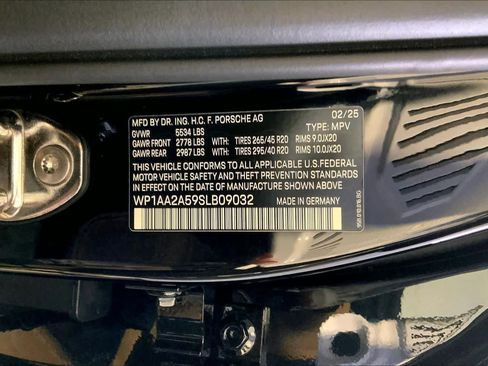 MFD BY DR. ING. H.C. F. PORSCHE AG 02/25
GVWR 5534 LBS TYPE: MPV
GAWR FRONT 2778 LBS WITH: TIRES 265/45 R20 RIMS 9.0JX20
GAWR REAR 2987 LBS WITH: TIRES 295/40 R20 RIMS 10.0JX20
THIS VEHICLE CONFORMS TO ALL APPLICABLE U.S.FEDERAL
MOTOR VEHICLE SAFETY AND THEFT PREVENTION STANDARDS
IN EFFECT ON THE DATE OF MANUFACTURE SHOWN ABOVE.
WP1AA2A59SLB09032 MADE IN GERMANY